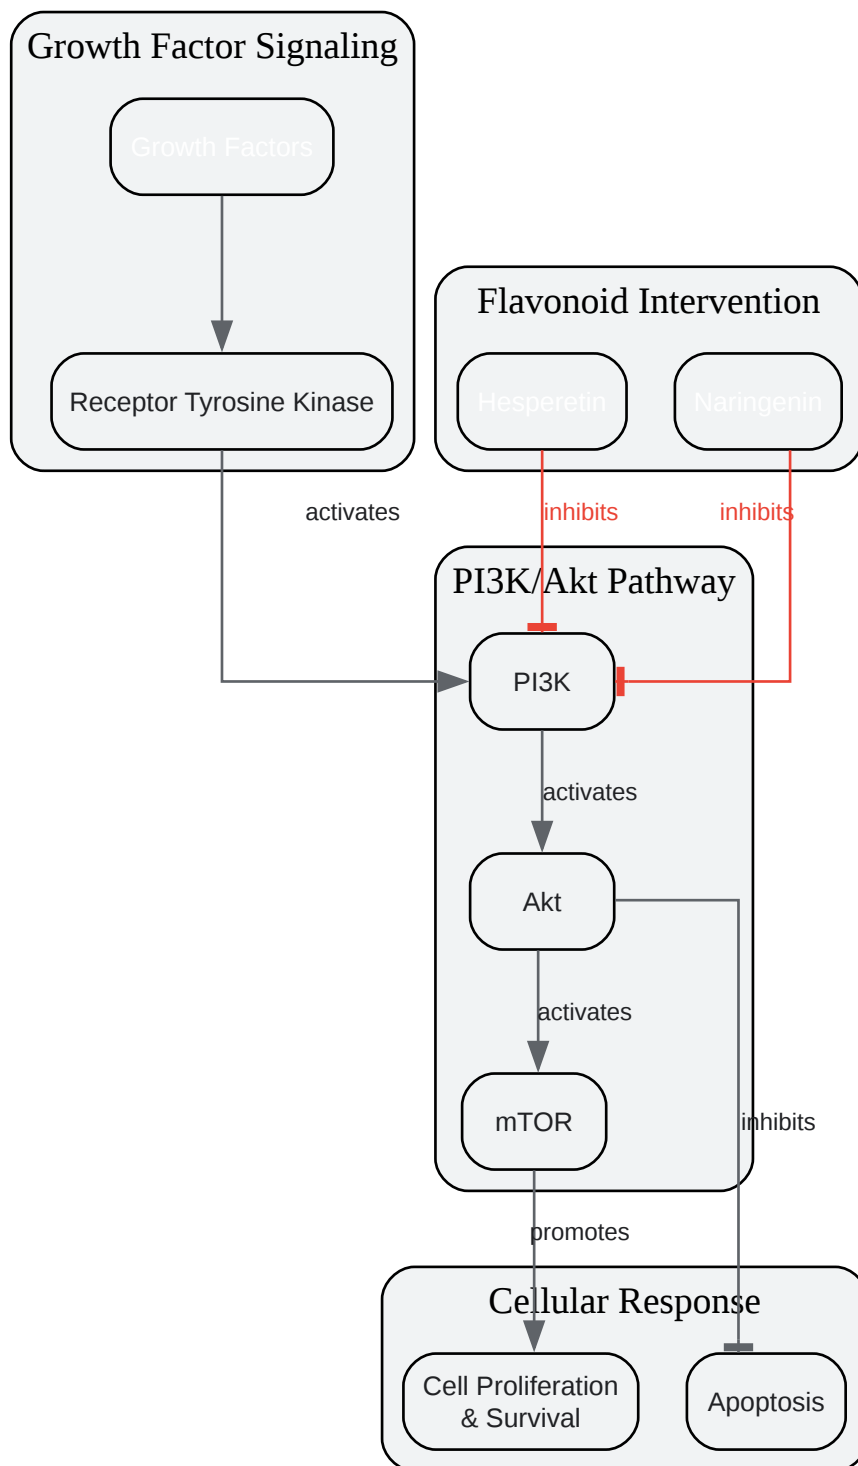 Growth Factor Signaling
Growth Factors
Flavonoid Intervention
Receptor Tyrosine Kinase
Hesperetin
Naringenin
activates
inhibits
inhibits
PI3K/Akt Pathway
PI3K
activates
Akt
activates
mTOR
inhibits
promotes
Cellular Response
Cell Proliferation
& Survival
Apoptosis